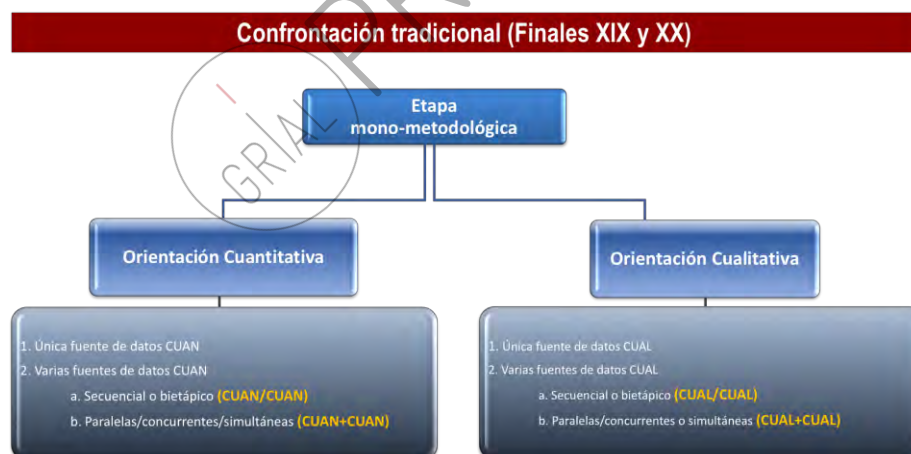 Confrontación tradicional (Finales XIX y XX)
Etapa
mono-metodológica
GRIAL
Orientación Cuantitativa
Orientación Cualitativa
1. Única fuente de datos CUAN
2. Varias fuentes de datos CUAN
a. Secuencial o bietápico (CUAN/CUAN)
b. Paralelas/concurrentes/simultáneas (CUAN+CUAN)
1. Única fuente de datos CUAL
2. Varias fuentes de datos CUAL
a. Secuencial o bietápico (CUAL/CUAL)
b. Paralelas/concurrentes o simultáneas (CUAL+CUAL)